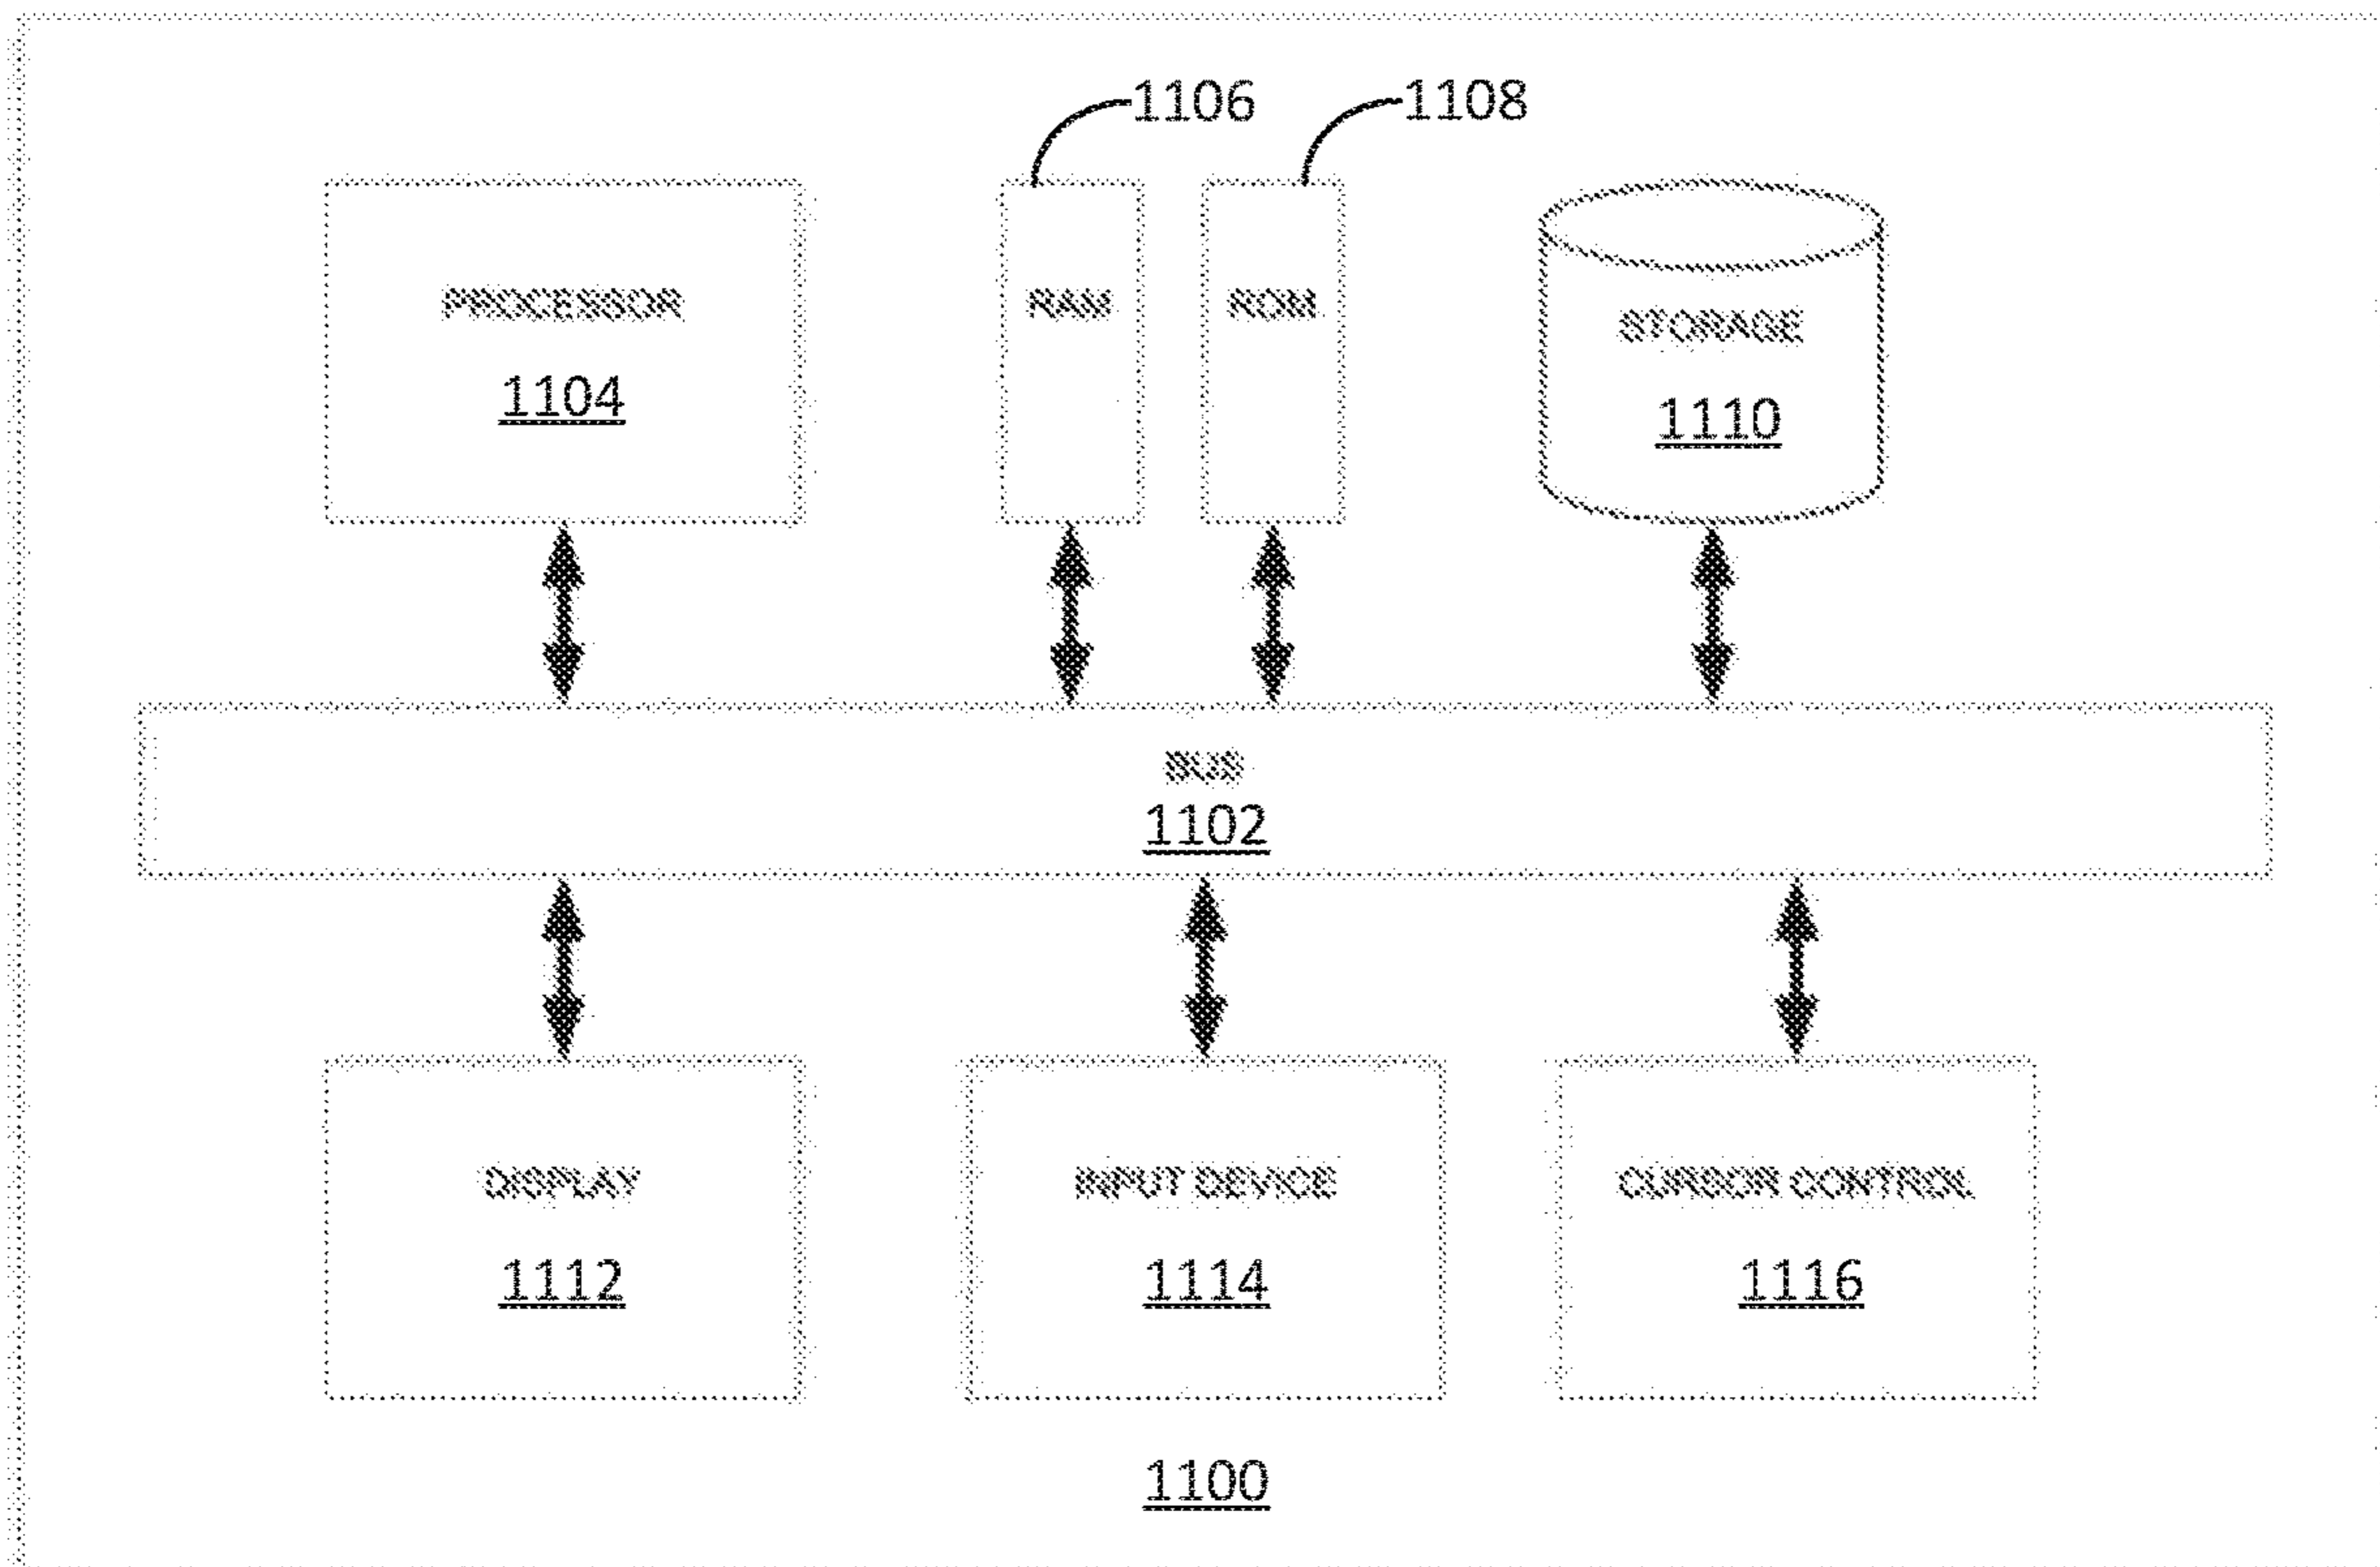 1106
1108
PROCESSOR
1104
RAM
ROM
STORAGE
1110
BUS
1102
DISPLAY
1112
INPUT DEVICE
1114
CURSOR CONTROL
1116
1100